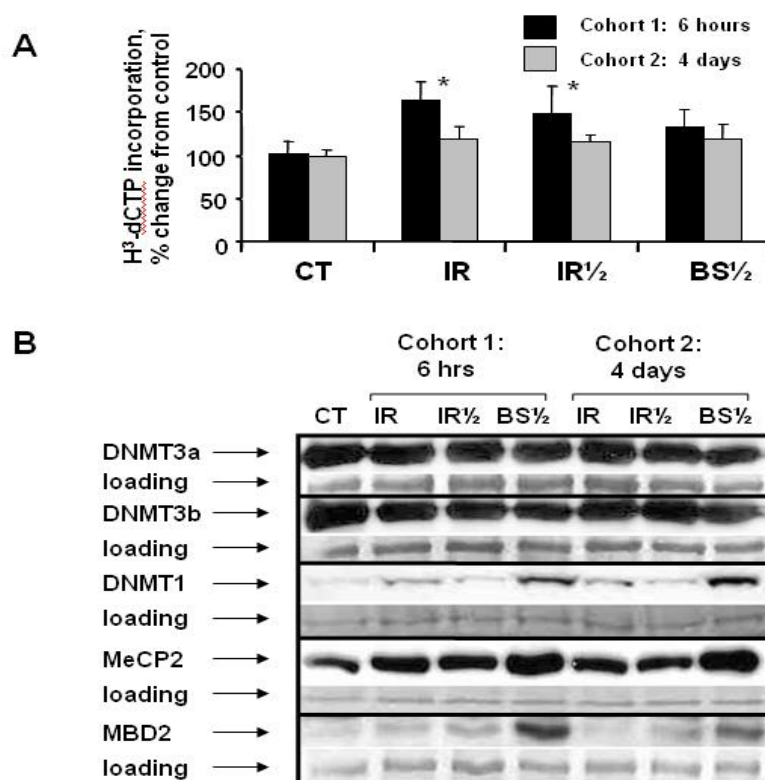 A
Cohort 1: 6 hours
Cohort 2: 4 days
H³-dCTP incorporation,
% change from control
200
150
100
50
0
*
*
CT IR IR½ BS½
B
Cohort 1:
6 hrs
Cohort 2:
4 days
CT IR IR½ BS½ IR IR½ BS½
DNMT3a
loading
DNMT3b
loading
DNMT1
loading
MeCP2
loading
MBD2
loading